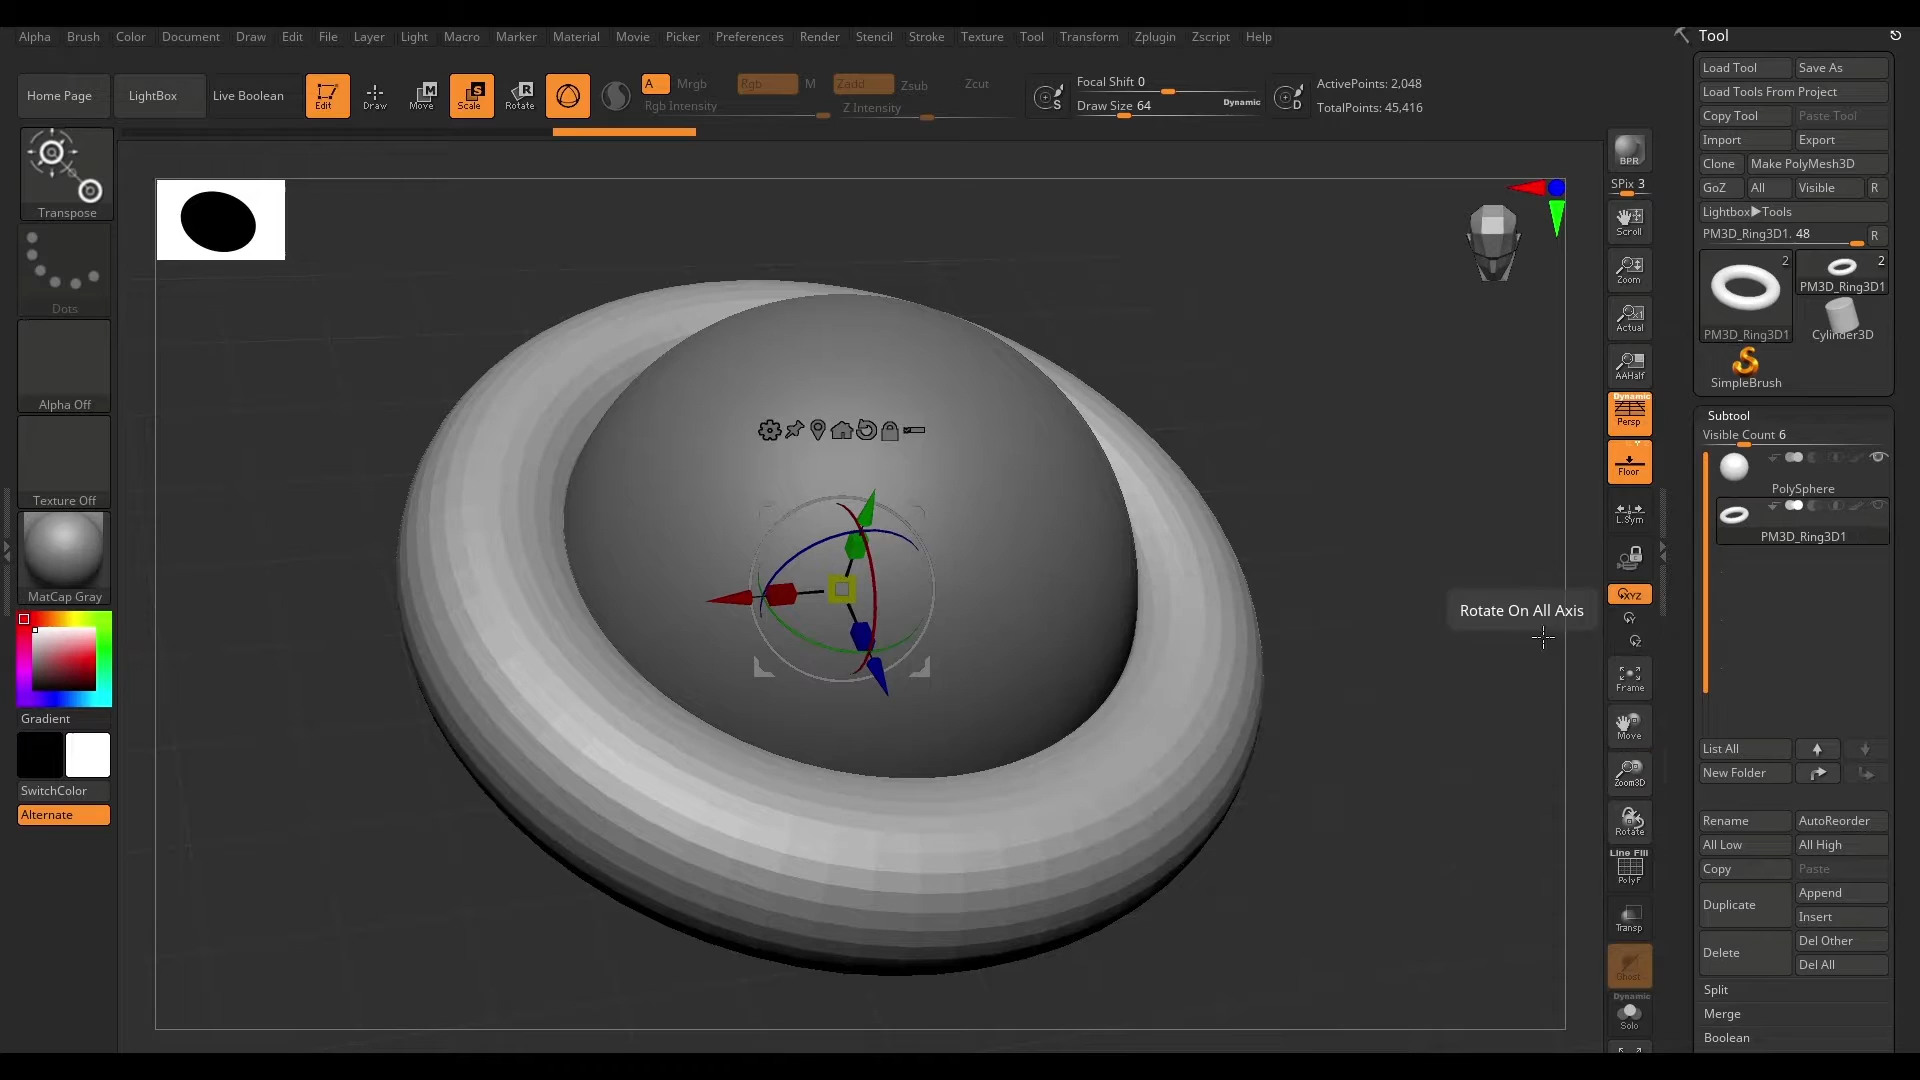 Alpha Brush Color Document Draw Edit File Layer Light Macro Marker Material Movie Picker Preferences Render Stencil Stroke Texture Tool Transform Zplugin Zscript Help
Tool
Home Page LightBox Live Boolean Edit Draw Move Scale Rotate
A Mrgb Rgb M Zadd Zsub Zcut
Rgb Intensity Z Intensity
Focal Shift 0
Draw Size 64 Dynamic
ActivePoints: 2,048
TotalPoints: 45,416
S
D
Load Tool Save As
Load Tools From Project
Copy Tool Paste Tool
Import Export
Clone Make PolyMesh3D
GoZ All Visible R
Lightbox▶Tools
PM3D_Ring3D1. 48 R
2 2
PM3D_Ring3D1
PM3D_Ring3D1 Cylinder3D
SimpleBrush
Subtool
Visible Count 6
PolySphere
PM3D_Ring3D1
List All
New Folder
Rename AutoReorder
All Low All High
Copy Paste
Duplicate Append
Insert
Delete Del Other
Del All
Split
Merge
Boolean
Transpose
Dots
Alpha Off
Texture Off
MatCap Gray
Gradient
SwitchColor
Alternate
BPR
SPix 3
Scroll
Zoom
Actual
AAHalf
Dynamic
Persp
Floor
L.Sym
XYZ
Y
Z
Frame
Move
Zoom3D
Rotate
Line Fill
PolyF
Transp
Ghost
Dynamic
Solo
Rotate On All Axis